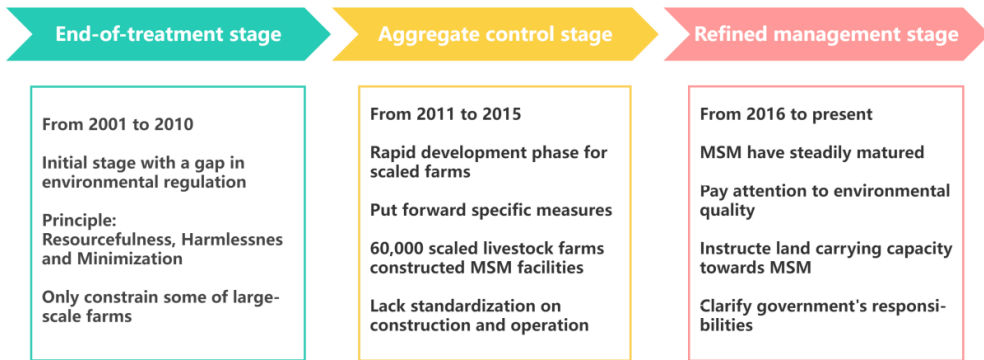 End-of-treatment stage
Aggregate control stage
Refined management stage
From 2001 to 2010
Initial stage with a gap in
environmental regulation
Principle:
Resourcefulness, Harmlessnes
and Minimization
Only constrain some of large-
scale farms
From 2011 to 2015
Rapid development phase for
scaled farms
Put forward specific measures
60,000 scaled livestock farms
constructed MSM facilities
Lack standardization on
construction and operation
From 2016 to present
MSM have steadily matured
Pay attention to environmental
quality
Instructe land carrying capacity
towards MSM
Clarify government's responsi-
bilities